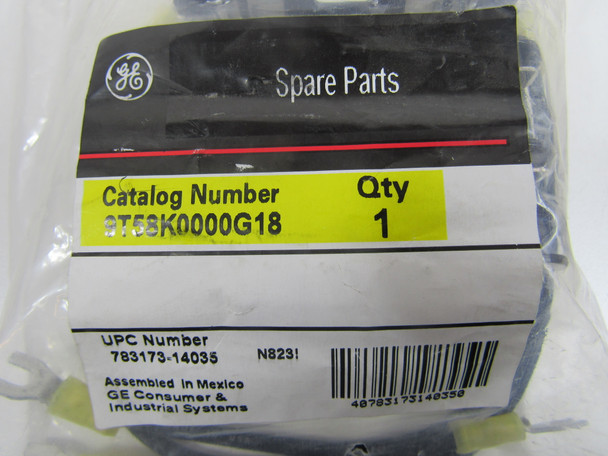 GE
Spare Parts
Catalog Number Qty
9T58K0000G18 1
UPC Number
783173-14035 N823!
Assembled In Mexico
GE Consumer &
Industrial Systems
40783173140350